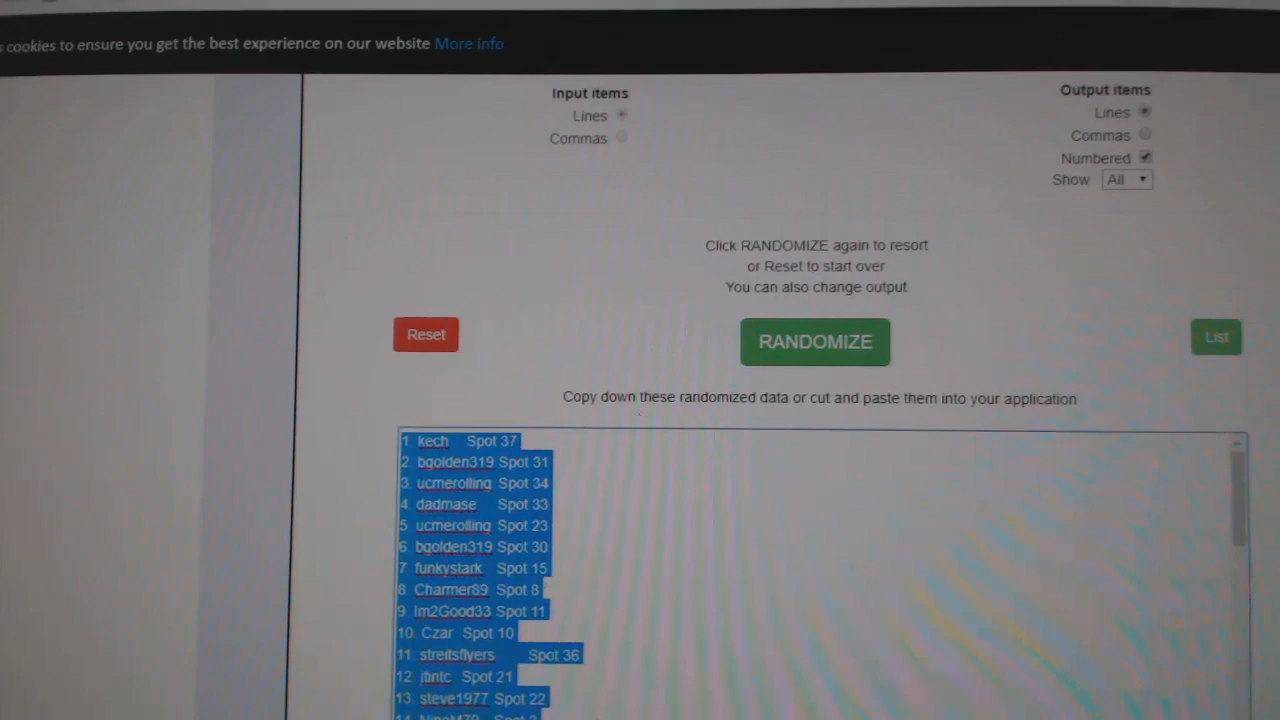 cookies to ensure you get the best experience on our website More info
Input items
Lines
Commas
Output items
Lines
Commas
Numbered
Show All
Click RANDOMIZE again to resort
or Reset to start over
You can also change output
Reset
RANDOMIZE
List
Copy down these randomized data or cut and paste them into your application
1. kech Spot 37
2. bgolden319 Spot 31
3. ucmerolling Spot 34
4. dadmase Spot 33
5. ucmerolling Spot 23
6. bgolden319 Spot 30
7. funkystark Spot 15
8. Charmer89 Spot 8
9. Im2Good33 Spot 11
10. Czar Spot 10
11. streitsflyers Spot 36
12. jtintc Spot 21
13. steve1977 Spot 22
14.